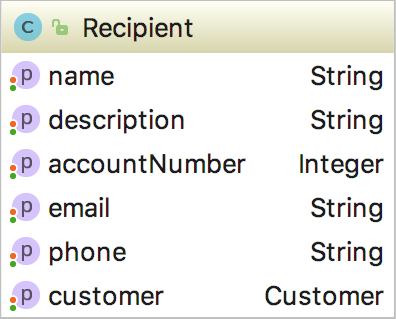 C Recipient
p name String
p description String
p accountNumber Integer
p email String
p phone String
p customer Customer